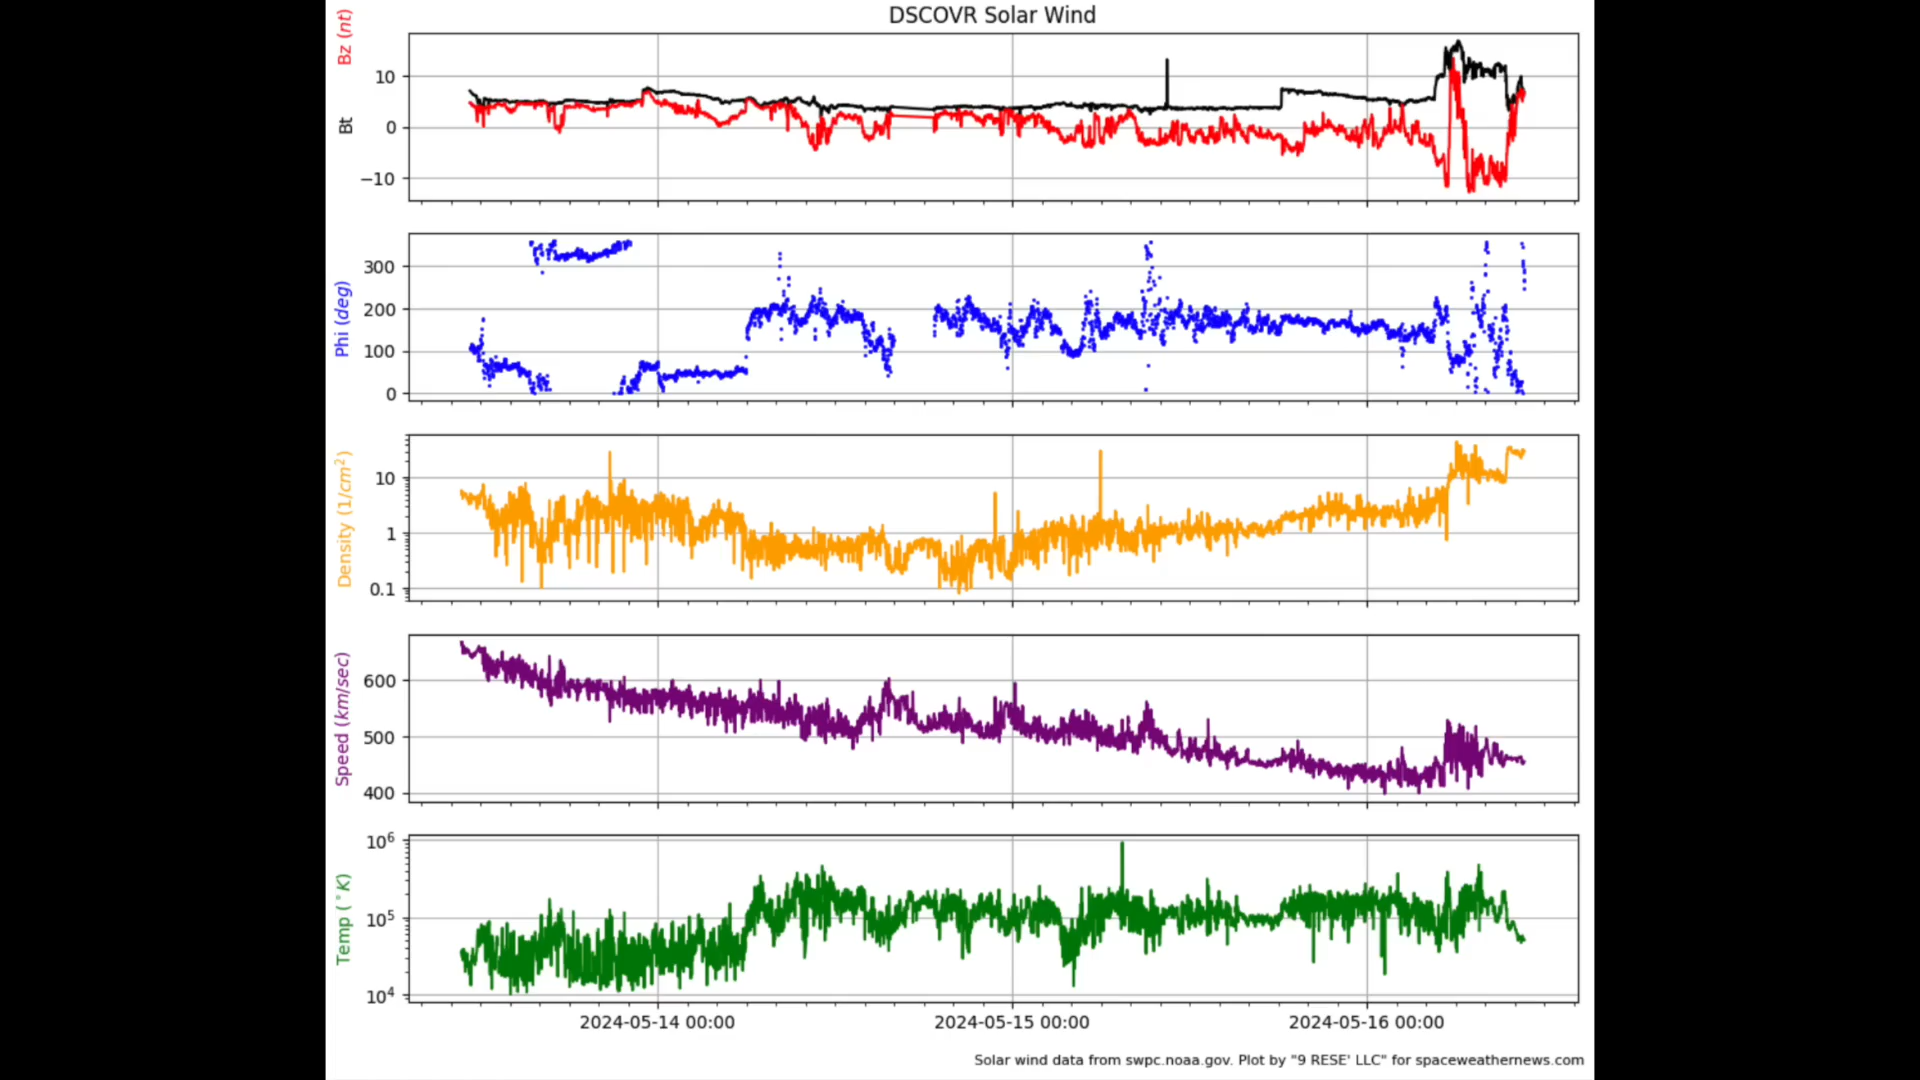 DSCOVR Solar Wind
Bz (nt)
Bt
10
0
−10
Phi (deg)
300
200
100
0
Density (1/cm²)
10
1
0.1
Speed (km/sec)
600
500
400
Temp (°K)
10⁶
10⁵
10⁴
2024-05-14 00:00 2024-05-15 00:00 2024-05-16 00:00
Solar wind data from swpc.noaa.gov. Plot by "9 RESE' LLC" for spaceweathernews.com